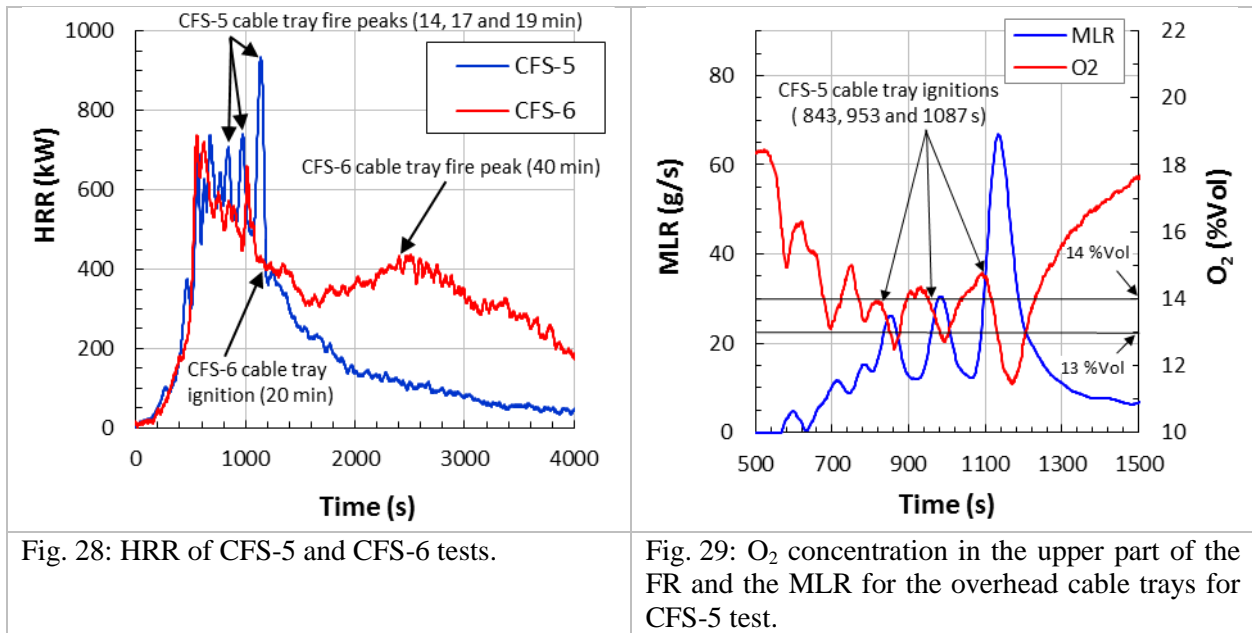 CFS-5 cable tray fire peaks (14, 17 and 19 min)
1000
900
800
700
600
500
400
300
200
100
0
HRR (kW)
CFS-5
CFS-6
CFS-6 cable tray fire peak (40 min)
CFS-6 cable tray
ignition (20 min)
0
1000
2000
3000
4000
Time (s)
Fig. 28: HRR of CFS-5 and CFS-6 tests.
MLR
O2
CFS-5 cable tray ignitions
( 843, 953 and 1087 s)
80
60
40
20
0
MLR (g/s)
22
20
18
16
14
12
10
O₂ (%Vol)
14 %Vol
13 %Vol
500
700
900
1100
1300
1500
Time (s)
Fig. 29: O₂ concentration in the upper part of the
FR and the MLR for the overhead cable trays for
CFS-5 test.